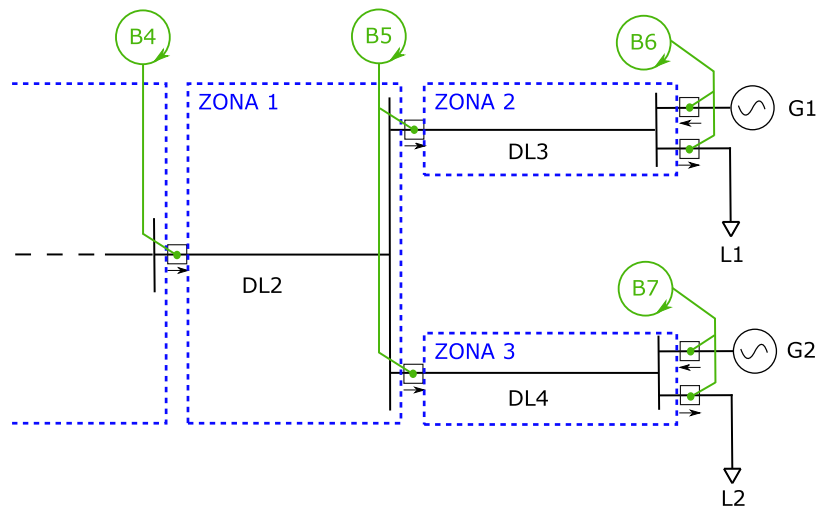 B4
B5
B6
ZONA 1
ZONA 2
G1
DL3
L1
DL2
B7
ZONA 3
G2
DL4
L2